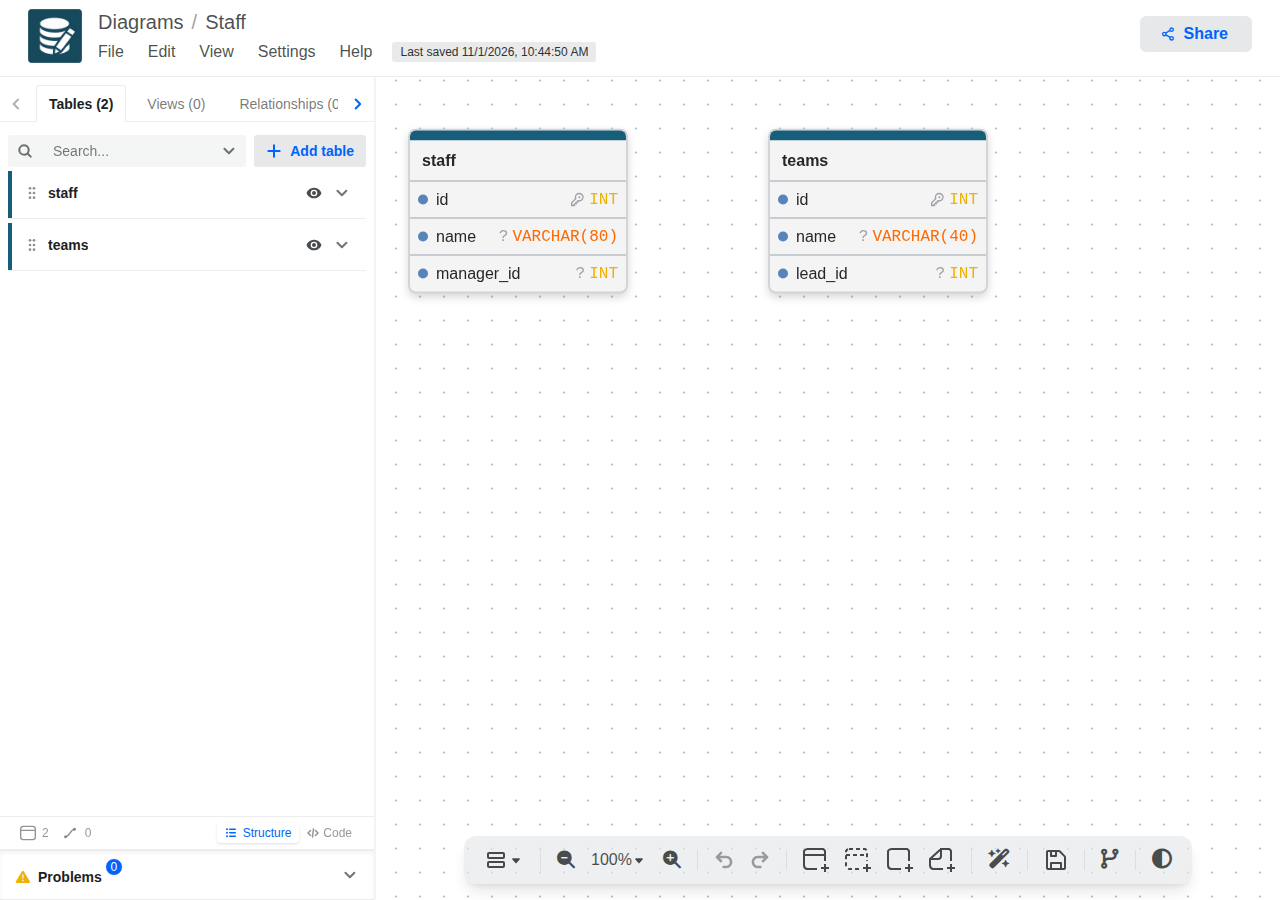 Diagrams / Staff
File Edit View Settings Help Last saved 11/1/2026, 10:44:50 AM
Share
Tables (2) Views (0) Relationships (0
Search... Add table
staff
teams
staff
id INT
name ? VARCHAR(80)
manager_id ? INT
teams
id INT
name ? VARCHAR(40)
lead_id ? INT
2 0 Structure Code
Problems 0
100%